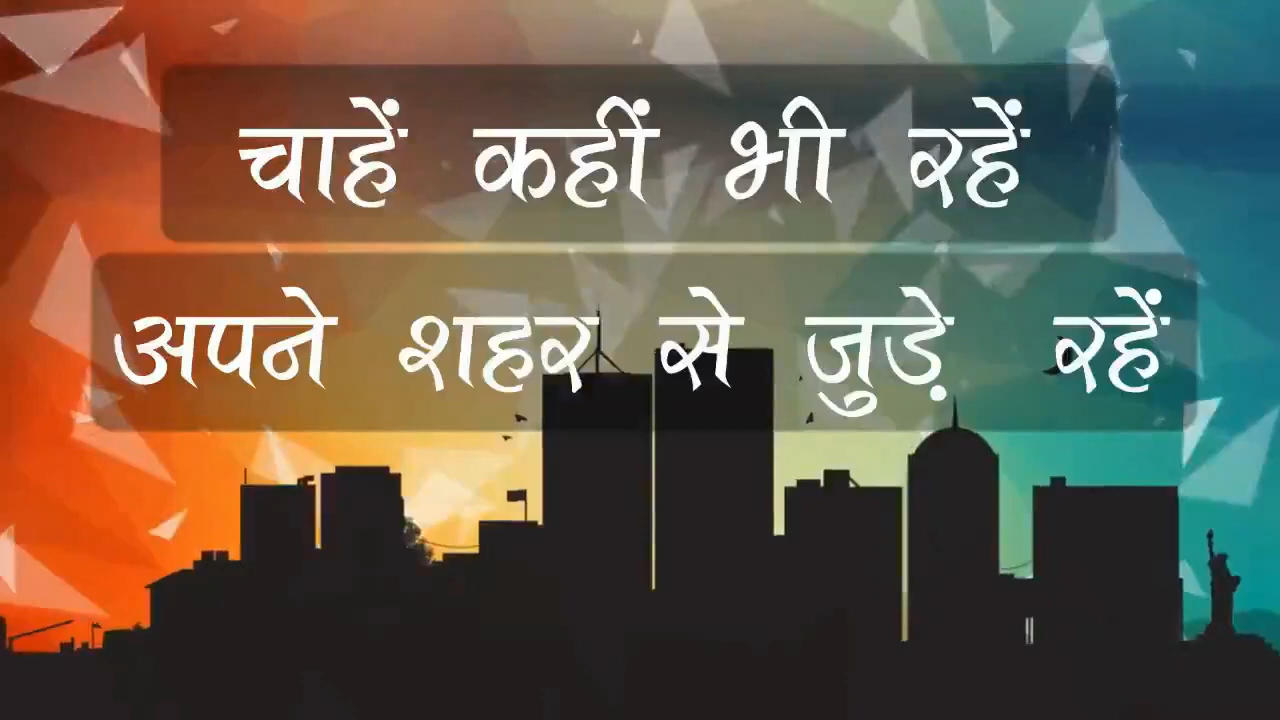 चाहें कहीं भी रहें
अपने शहर से जुड़े रहें